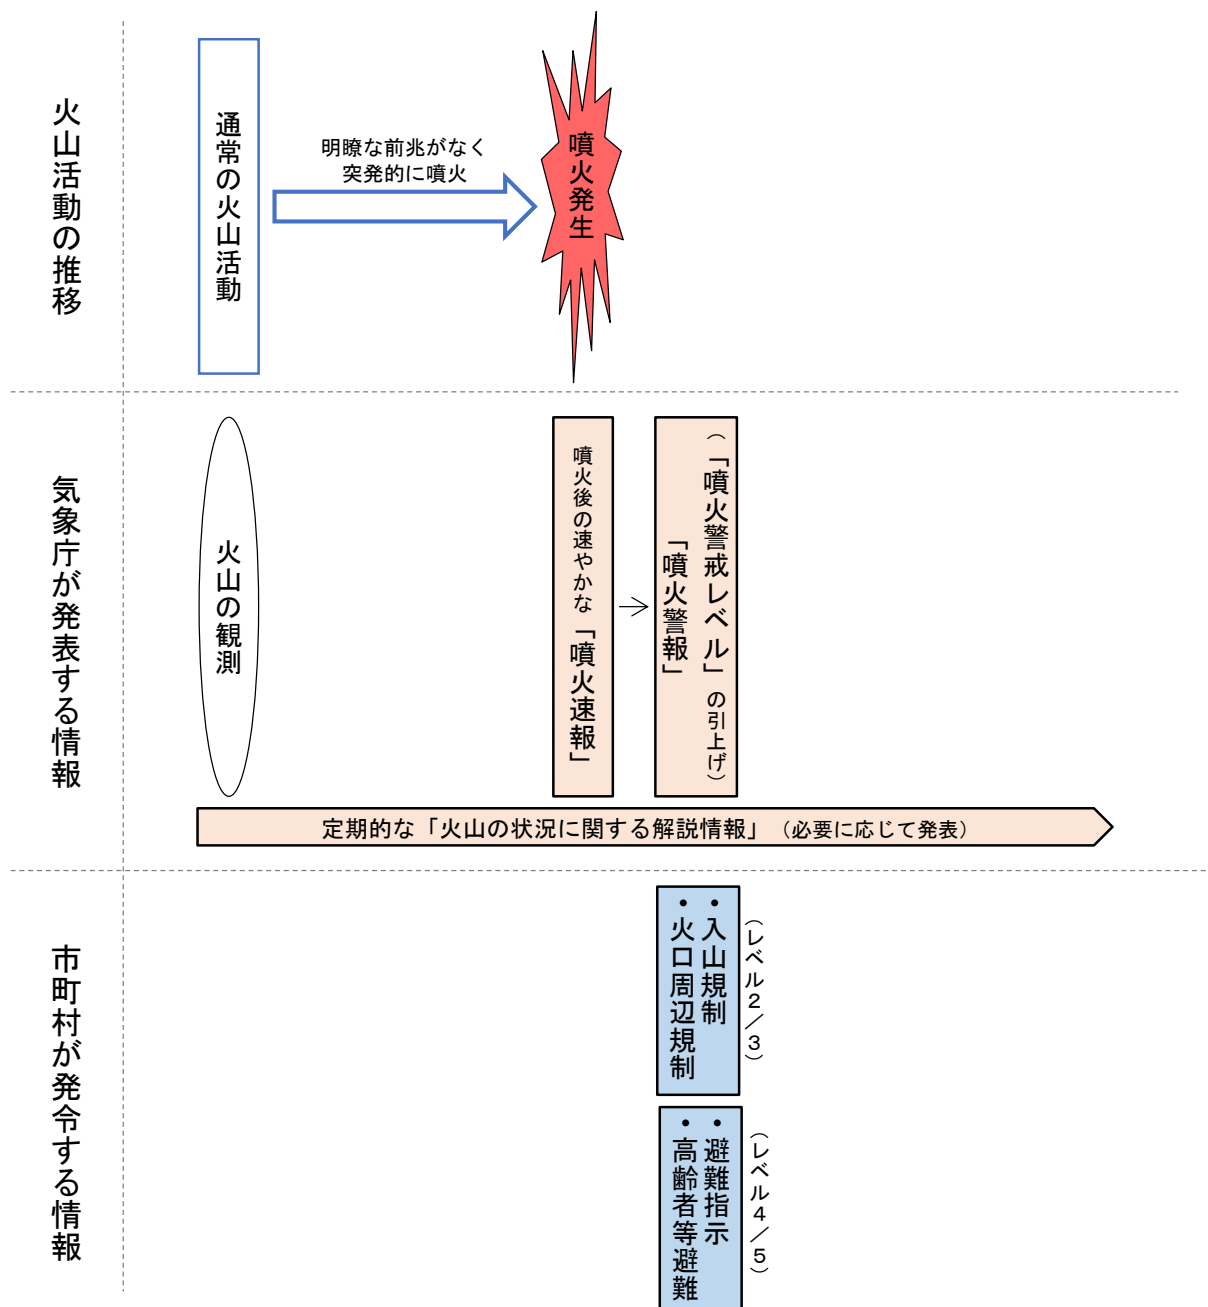 火山活動の推移
通常の火山活動
明瞭な前兆がなく
突発的に噴火
噴火発生
気象庁が発表する情報
火山の観測
噴火後の速やかな「噴火速報」
（「噴火警戒レベル」の引上げ）
「噴火警報」
定期的な「火山の状況に関する解説情報」（必要に応じて発表）
市町村が発令する情報
（レベル2／3）
・入山規制
・火口周辺規制
（レベル4／5）
・避難指示
・高齢者等避難